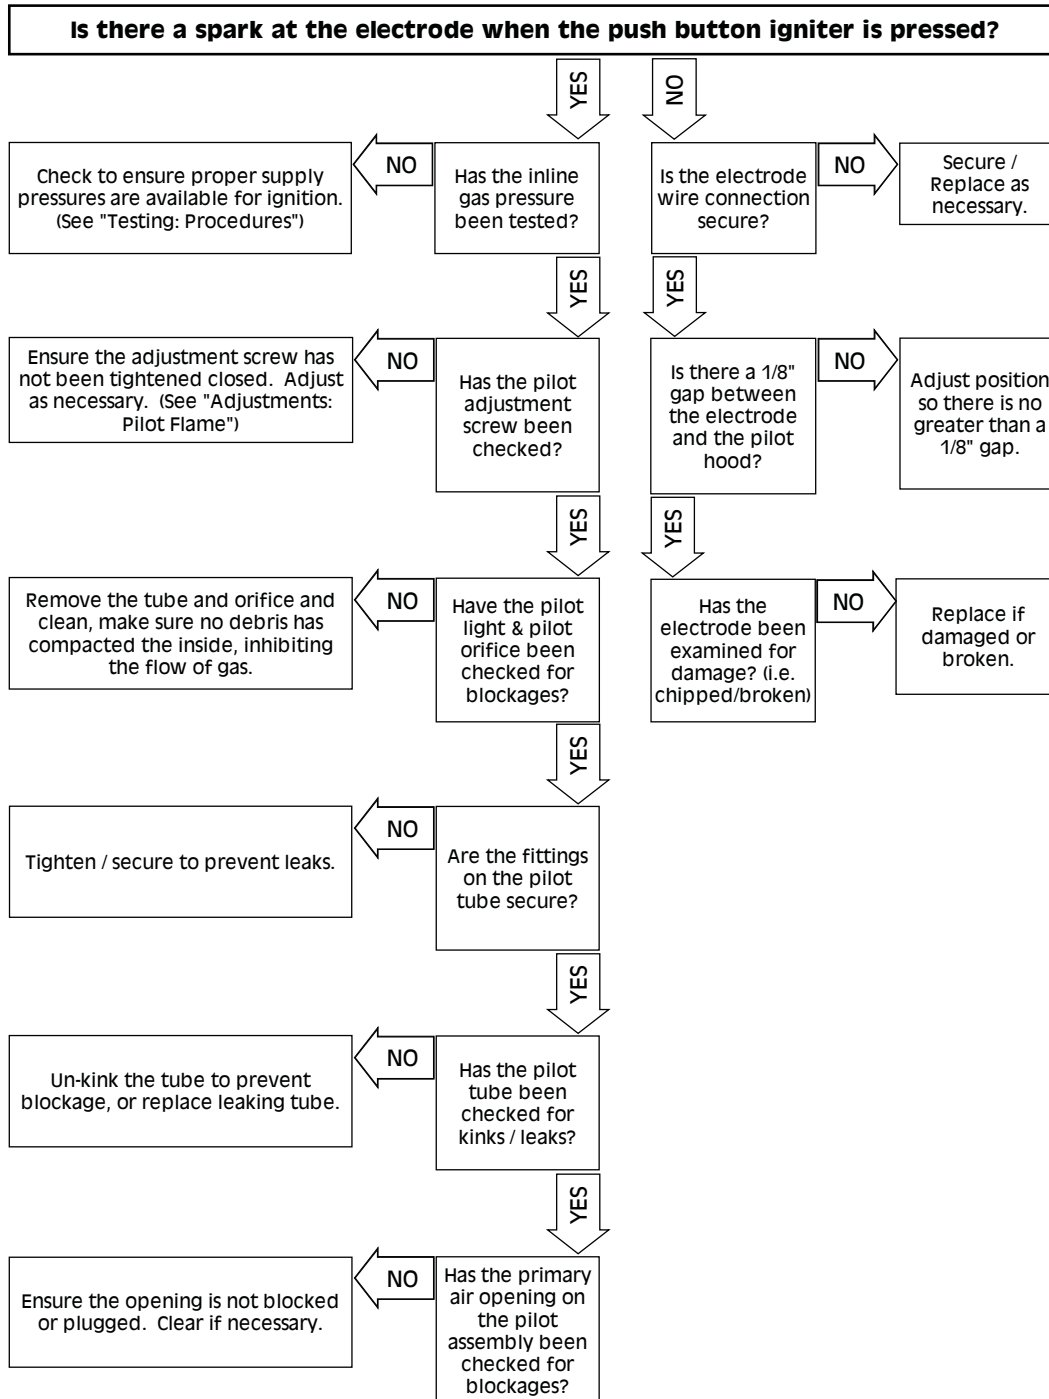 Is there a spark at the electrode when the push button igniter is pressed?
YES
NO
Check to ensure proper supply
pressures are available for ignition.
(See "Testing: Procedures")
NO
Has the inline
gas pressure
been tested?
Is the electrode
wire connection
secure?
NO
Secure /
Replace as
necessary.
YES
YES
Ensure the adjustment screw has
not been tightened closed. Adjust
as necessary. (See "Adjustments:
Pilot Flame")
NO
Has the pilot
adjustment
screw been
checked?
Is there a 1/8"
gap between
the electrode
and the pilot
hood?
NO
Adjust position
so there is no
greater than a
1/8" gap.
YES
YES
Remove the tube and orifice and
clean, make sure no debris has
compacted the inside, inhibiting
the flow of gas.
NO
Have the pilot
light & pilot
orifice been
checked for
blockages?
Has the
electrode been
examined for
damage? (i.e.
chipped/broken)
NO
Replace if
damaged or
broken.
YES
Tighten / secure to prevent leaks.
NO
Are the fittings
on the pilot
tube secure?
YES
Un-kink the tube to prevent
blockage, or replace leaking tube.
NO
Has the pilot
tube been
checked for
kinks / leaks?
YES
Ensure the opening is not blocked
or plugged. Clear if necessary.
NO
Has the primary
air opening on
the pilot
assembly been
checked for
blockages?